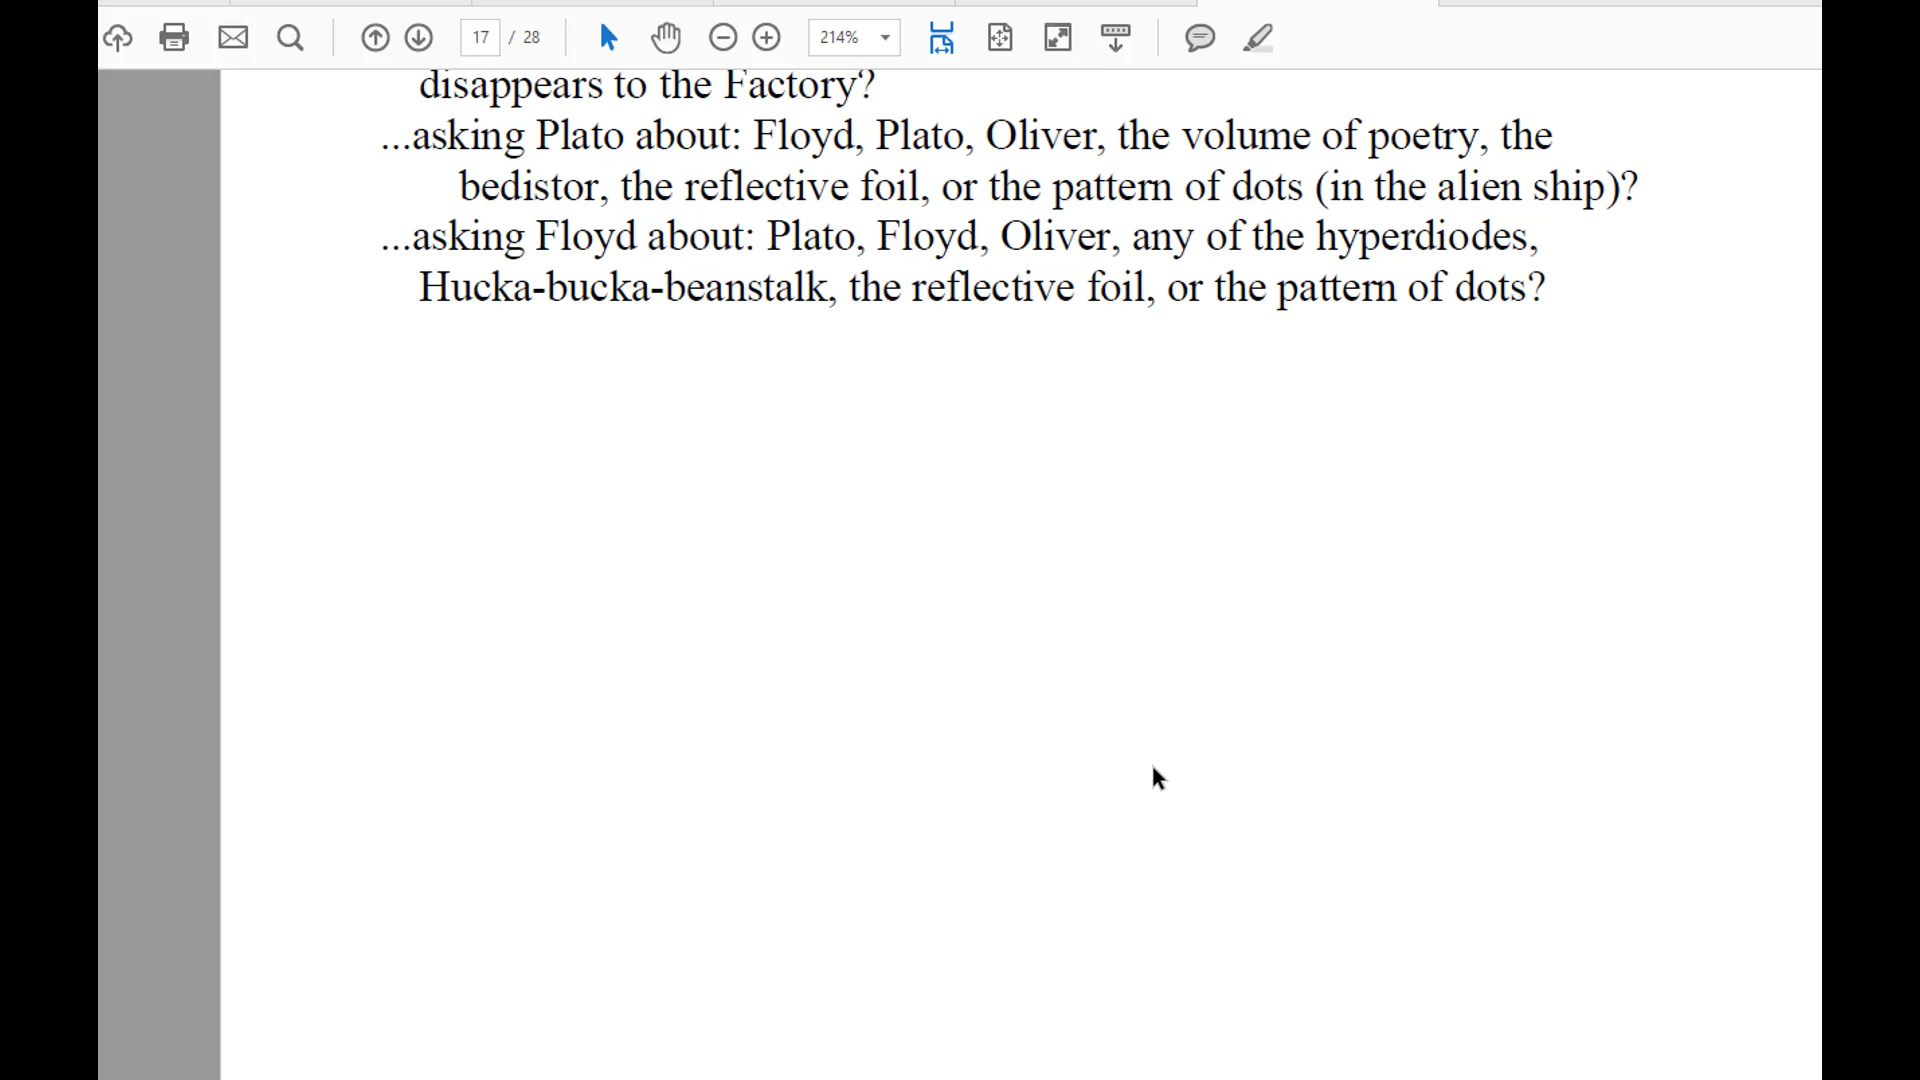 17 / 28
214%
disappears to the Factory?
...asking Plato about: Floyd, Plato, Oliver, the volume of poetry, the
bedistor, the reflective foil, or the pattern of dots (in the alien ship)?
...asking Floyd about: Plato, Floyd, Oliver, any of the hyperdiodes,
Hucka-bucka-beanstalk, the reflective foil, or the pattern of dots?